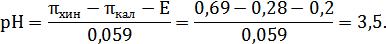 pH = (π_хин − π_кал − E)/0,059 = (0,69 − 0,28 − 0,2)/0,059 = 3,5.